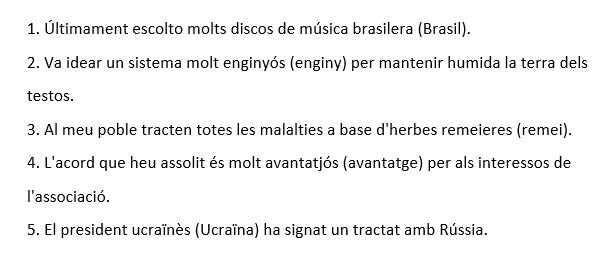 1. Últimament escolto molts discos de música brasilera (Brasil).
2. Va idear un sistema molt enginyós (enginy) per mantenir humida la terra dels
testos.
3. Al meu poble tracten totes les malalties a base d'herbes remeieres (remei).
4. L'acord que heu assolit és molt avantatjós (avantatge) per als interessos de
l'associació.
5. El president ucraïnès (Ucraïna) ha signat un tractat amb Rússia.